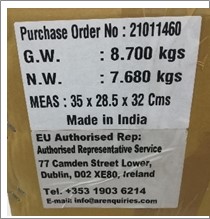 Purchase Order No : 21011460
G.W. : 8.700 kgs
N.W. : 7.680 kgs
MEAS : 35 x 28.5 x 32 Cms
Made in India
EU Authorised Rep:
Authorised Representative Service
77 Camden Street Lower,
Dublin, D02 XE80, Ireland
Tel. +353 1903 6214
E-mail: info@arenquiries.com